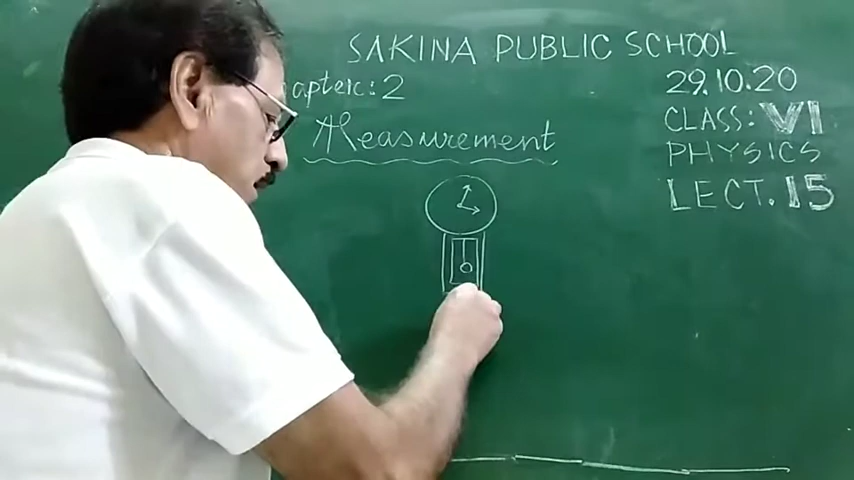 SAKINA PUBLIC SCHOOL
apter: 2
29.10.20
Measurement
CLASS: VI
PHYSICS
LECT. 15